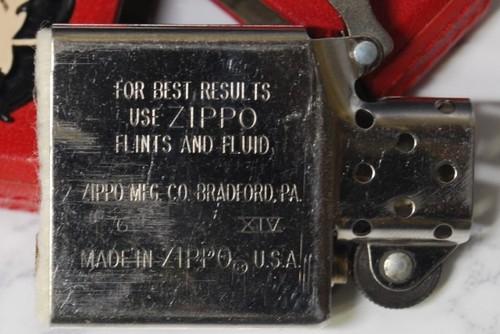 FOR BEST RESULTS
USE ZIPPO
FLINTS AND FLUID
ZIPPO MFG. CO. BRADFORD, PA.
XIV
MADE IN ZIPPO® U.S.A.